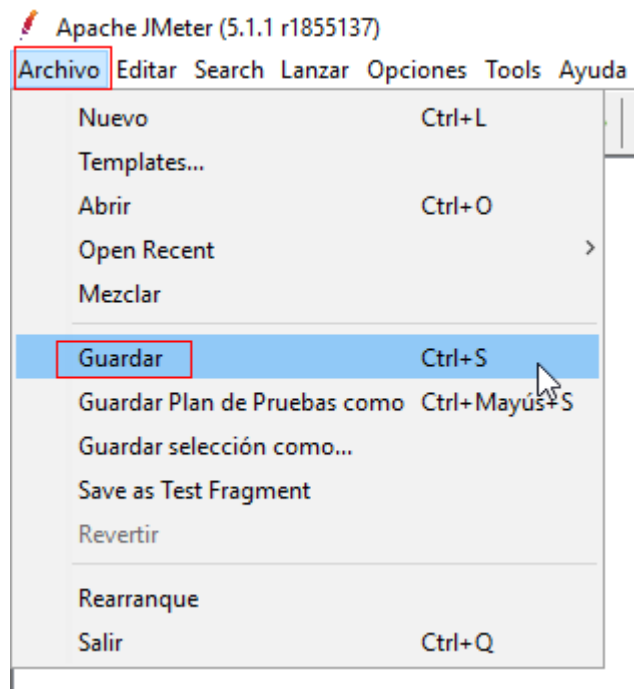 Apache JMeter (5.1.1 r1855137)
Archivo Editar Search Lanzar Opciones Tools Ayuda
Nuevo Ctrl+L
Templates...
Abrir Ctrl+O
Open Recent
Mezclar
Guardar Ctrl+S
Guardar Plan de Pruebas como Ctrl+Mayús+S
Guardar selección como...
Save as Test Fragment
Revertir
Rearranque
Salir Ctrl+Q